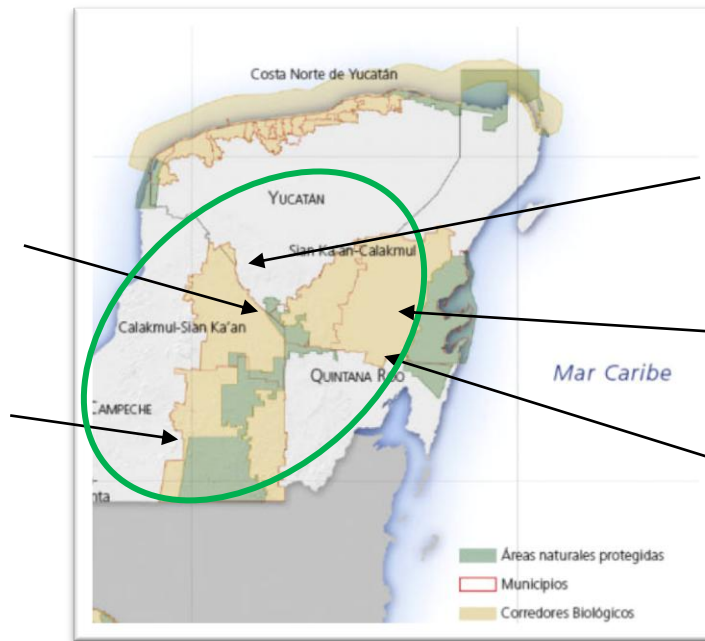 Costa Norte de Yucatán
YUCATÁN
Sian Ka'an-Calakmul
Calakmul-Sian Ka'an
QUINTANA ROO
Mar Caribe
CAMPECHE
nta
Áreas naturales protegidas
Municipios
Corredores Biológicos